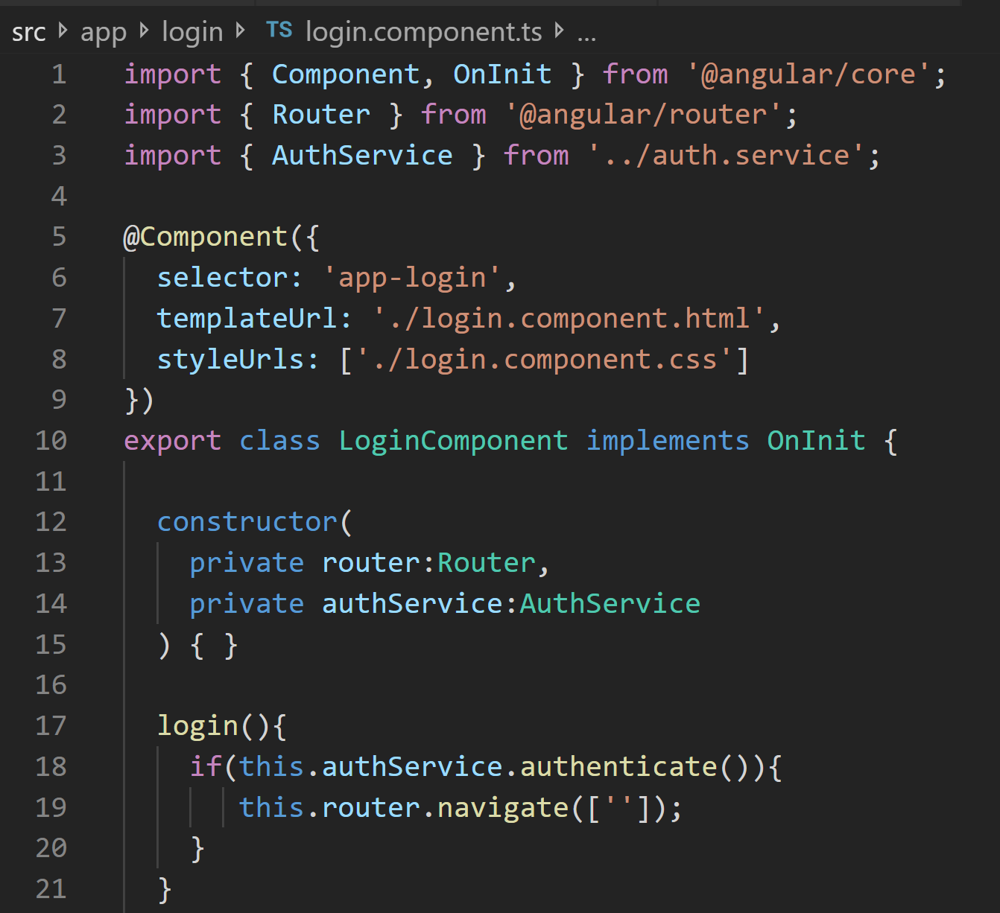 src > app > login > TS login.component.ts > ...
1 import { Component, OnInit } from '@angular/core';
2 import { Router } from '@angular/router';
3 import { AuthService } from '../auth.service';
4
5 @Component({
6   selector: 'app-login',
7   templateUrl: './login.component.html',
8   styleUrls: ['./login.component.css']
9 })
10 export class LoginComponent implements OnInit {
11
12   constructor(
13     private router:Router,
14     private authService:AuthService
15   ) { }
16
17   login(){
18     if(this.authService.authenticate()){
19        this.router.navigate(['']);
20     }
21   }